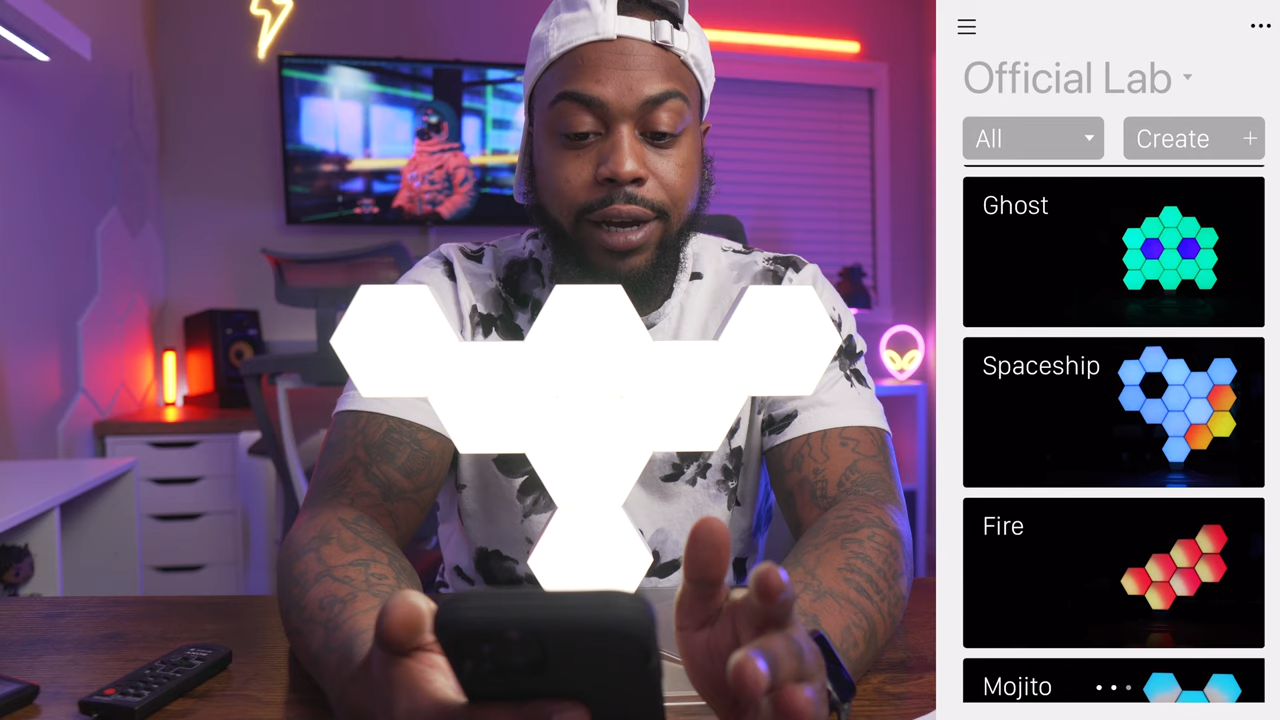 Official Lab
All
Create +
Ghost
Spaceship
Fire
Mojito